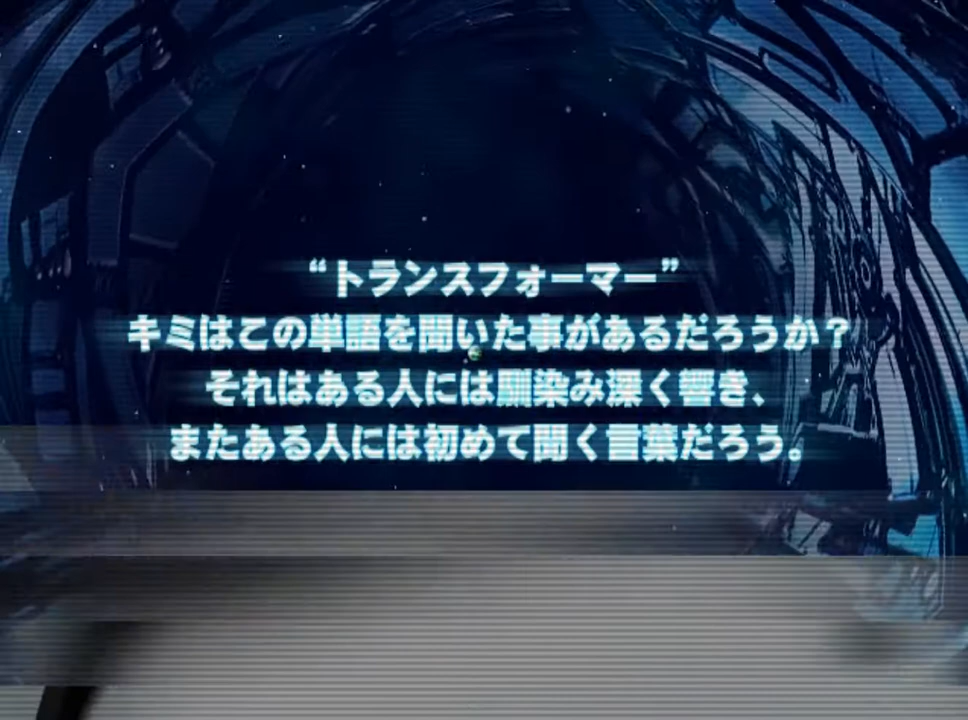 “トランスフォーマー”
キミはこの単語を聞いた事があるだろうか？
それはある人には馴染み深く響き、
またある人には初めて聞く言葉だろう。